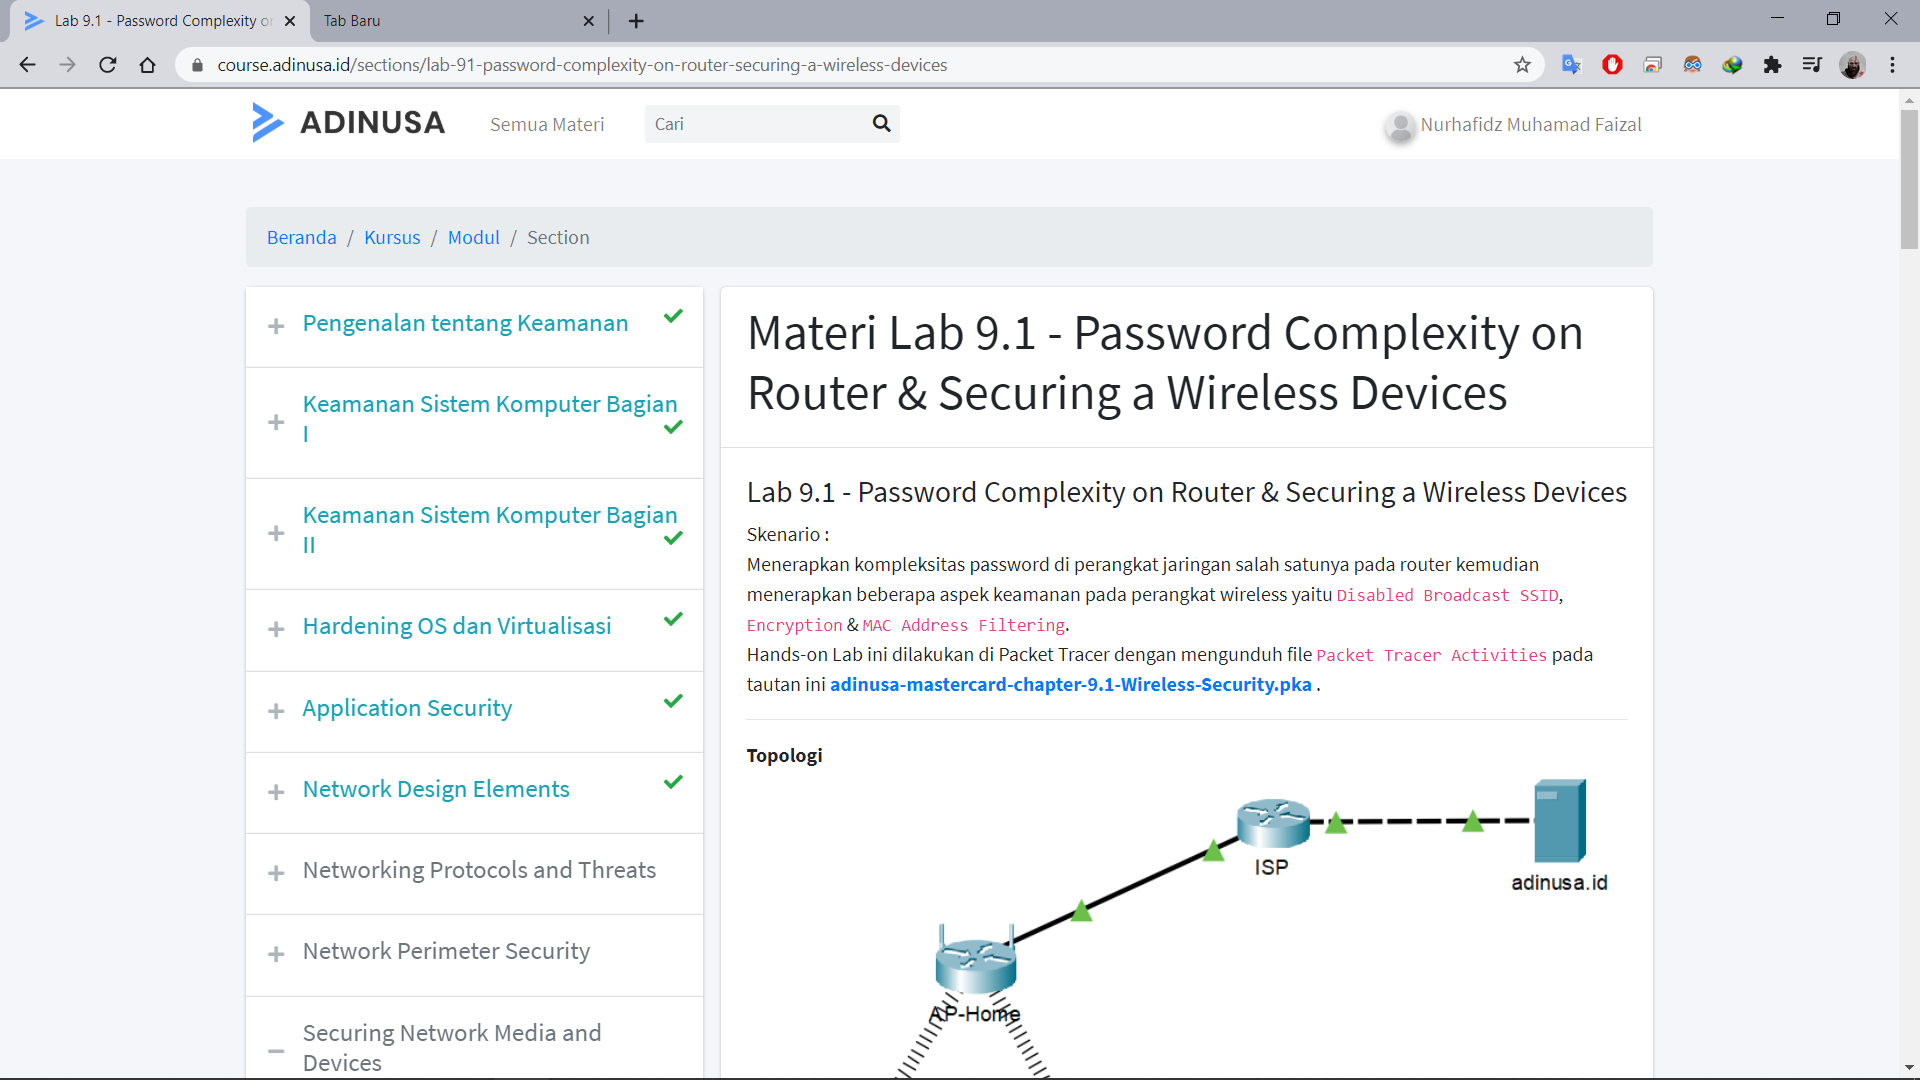 Lab 9.1 - Password Complexity or
Tab Baru
course.adinusa.id/sections/lab-91-password-complexity-on-router-securing-a-wireless-devices
ADINUSA
Semua Materi
Cari
Nurhafidz Muhamad Faizal
Beranda / Kursus / Modul / Section
Pengenalan tentang Keamanan
Keamanan Sistem Komputer Bagian
I
Keamanan Sistem Komputer Bagian
II
Hardening OS dan Virtualisasi
Application Security
Network Design Elements
Networking Protocols and Threats
Network Perimeter Security
Securing Network Media and
Devices
Materi Lab 9.1 - Password Complexity on
Router & Securing a Wireless Devices
Lab 9.1 - Password Complexity on Router & Securing a Wireless Devices
Skenario :
Menerapkan kompleksitas password di perangkat jaringan salah satunya pada router kemudian
menerapkan beberapa aspek keamanan pada perangkat wireless yaitu Disabled Broadcast SSID,
Encryption & MAC Address Filtering.
Hands-on Lab ini dilakukan di Packet Tracer dengan mengunduh file Packet Tracer Activities pada
tautan ini adinusa-mastercard-chapter-9.1-Wireless-Security.pka .
Topologi
ISP
adinusa.id
AP-Home